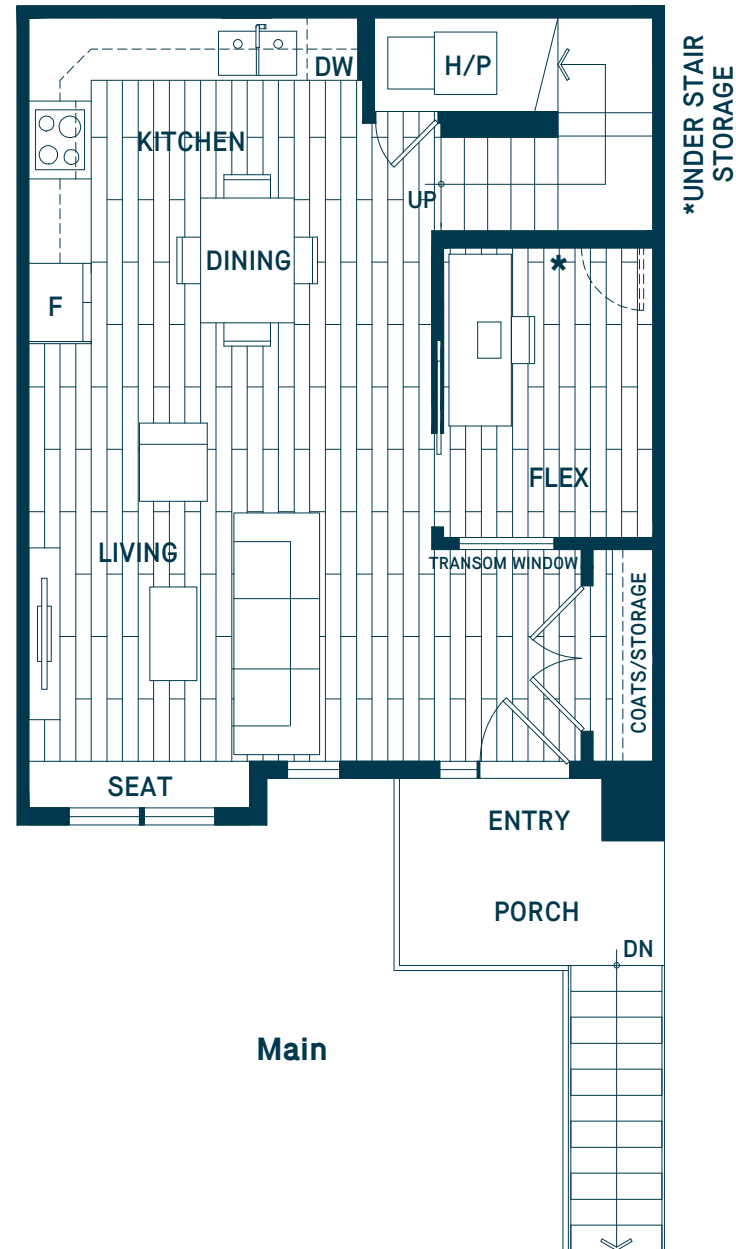 DW
H/P
*UNDER STAIR
STORAGE
KITCHEN
UP
DINING
*
F
FLEX
LIVING
TRANSOM WINDOW
COATS/STORAGE
SEAT
ENTRY
PORCH
DN
Main